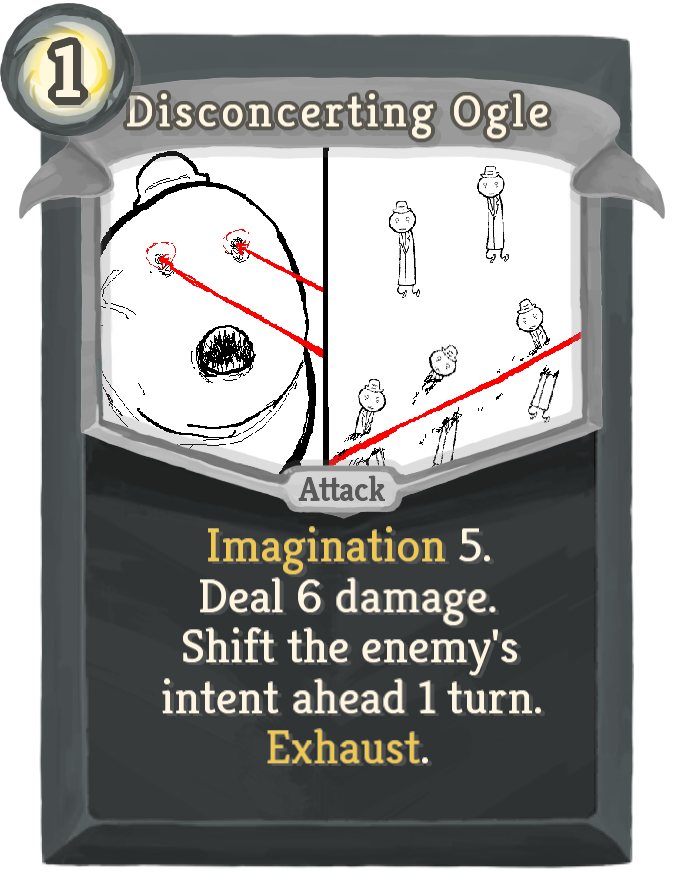 1
Disconcerting Ogle
Attack
Imagination 5.
Deal 6 damage.
Shift the enemy's
intent ahead 1 turn.
Exhaust.